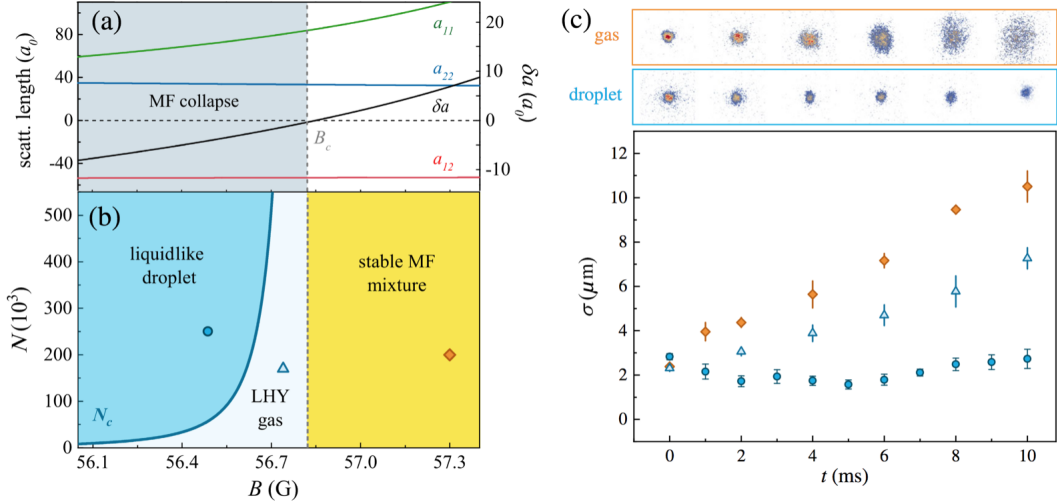 (a)
80
40
0
-40
scatt. length (a₀)
MF collapse
a₁₁
a₂₂
δa
B_c
a₁₂
20
10
0
-10
δa (a₀)
(b)
500
400
300
200
100
0
N (10³)
liquidlike
droplet
N_c
LHY
gas
stable MF
mixture
56.1 56.4 56.7 57.0 57.3
B (G)
(c)
gas
droplet
12
10
8
6
4
2
0
σ (μm)
0 2 4 6 8 10
t (ms)